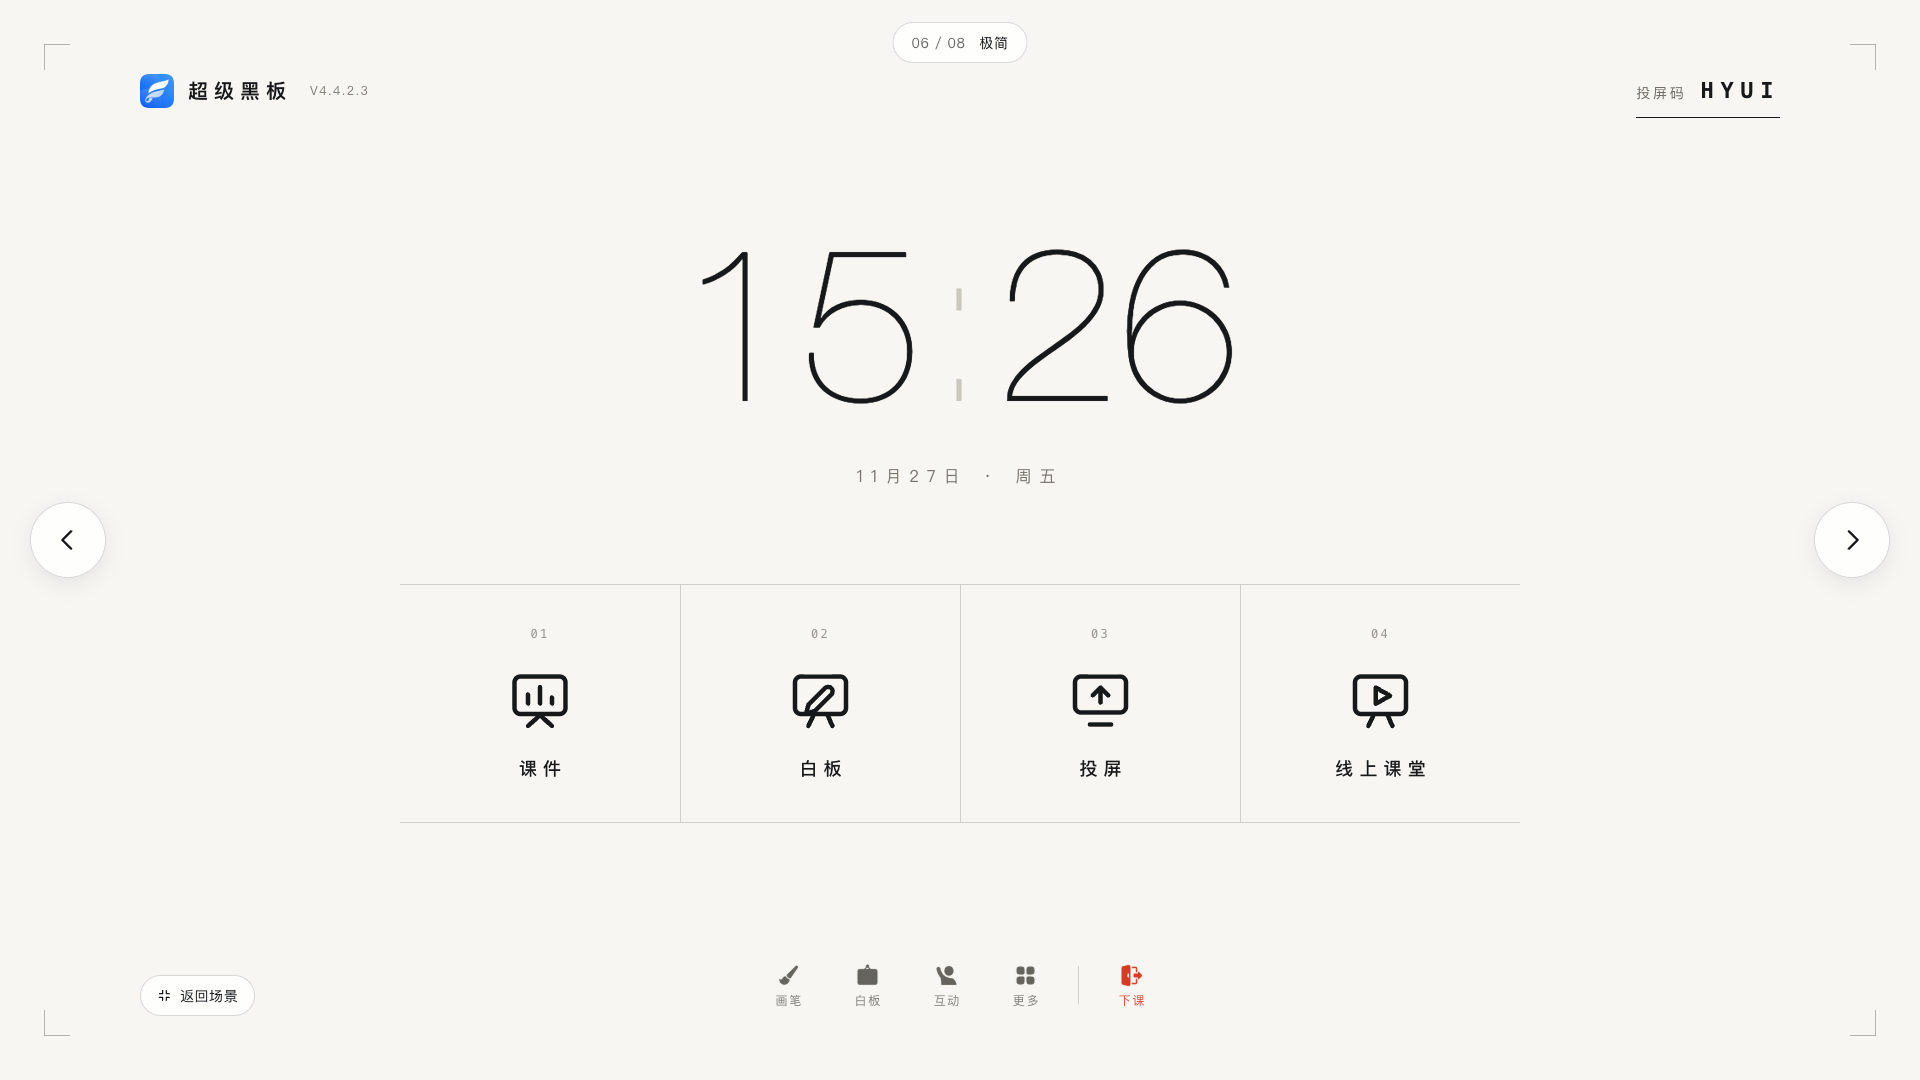 06 / 08 极简
超级黑板 V4.4.2.3
投屏码 HYUI
15:26
11月27日 · 周五
01
课件
02
白板
03
投屏
04
线上课堂
返回场景
画笔
白板
互动
更多
下课